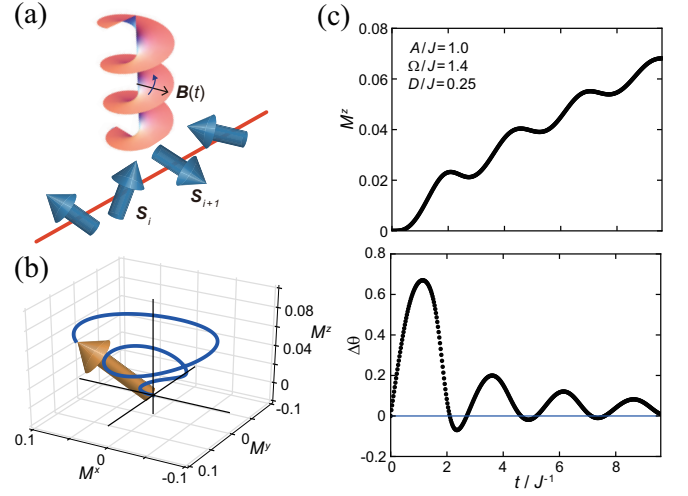 (a)
B(t)
S_i
S_{i+1}
(b)
0.08
M^z
0.04
0
-0.1
0.1
0
M^x
-0.1
0.1
0
M^y
(c)
0.08
A/J=1.0
Ω/J=1.4
D/J=0.25
0.06
M^z
0.04
0.02
0
0.8
0.6
Δθ
0.4
0.2
0
-0.2
0
2
4
6
8
t / J^{-1}